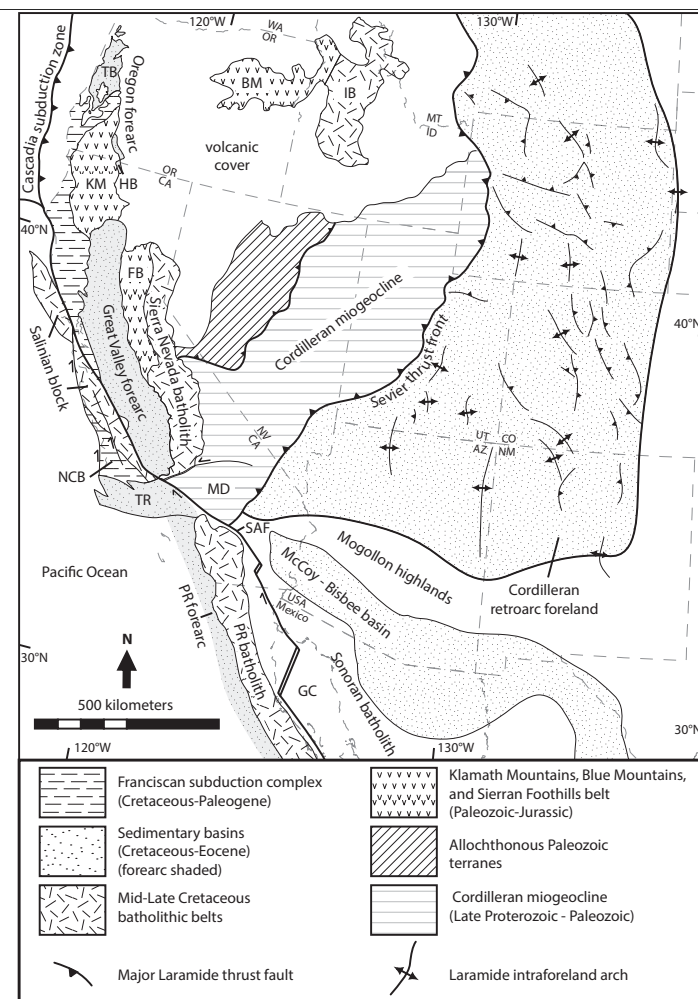 120°W
130°W
WA
OR
Cascadia subduction zone
TB
Oregon forearc
BM
IB
MT
ID
volcanic
cover
KM
HB
OR
CA
40°N
FB
Salinian block
Great Valley forearc
Sierra Nevada batholith
Cordilleran miogeocline
Sevier thrust front
40°N
NV
CA
UT
CO
AZ
NM
NCB
TR
MD
SAF
Mogollon highlands
Cordilleran
retroarc foreland
McCoy - Bisbee basin
Pacific Ocean
USA
Mexico
PR forearc
PR batholith
N
30°N
GC
Sonoran batholith
500 kilometers
30°N
120°W
130°W
Franciscan subduction complex
(Cretaceous-Paleogene)
Sedimentary basins
(Cretaceous-Eocene)
(forearc shaded)
Mid-Late Cretaceous
batholithic belts
Major Laramide thrust fault
Klamath Mountains, Blue Mountains,
and Sierran Foothills belt
(Paleozoic-Jurassic)
Allochthonous Paleozoic
terranes
Cordilleran miogeocline
(Late Proterozoic - Paleozoic)
Laramide intraforeland arch